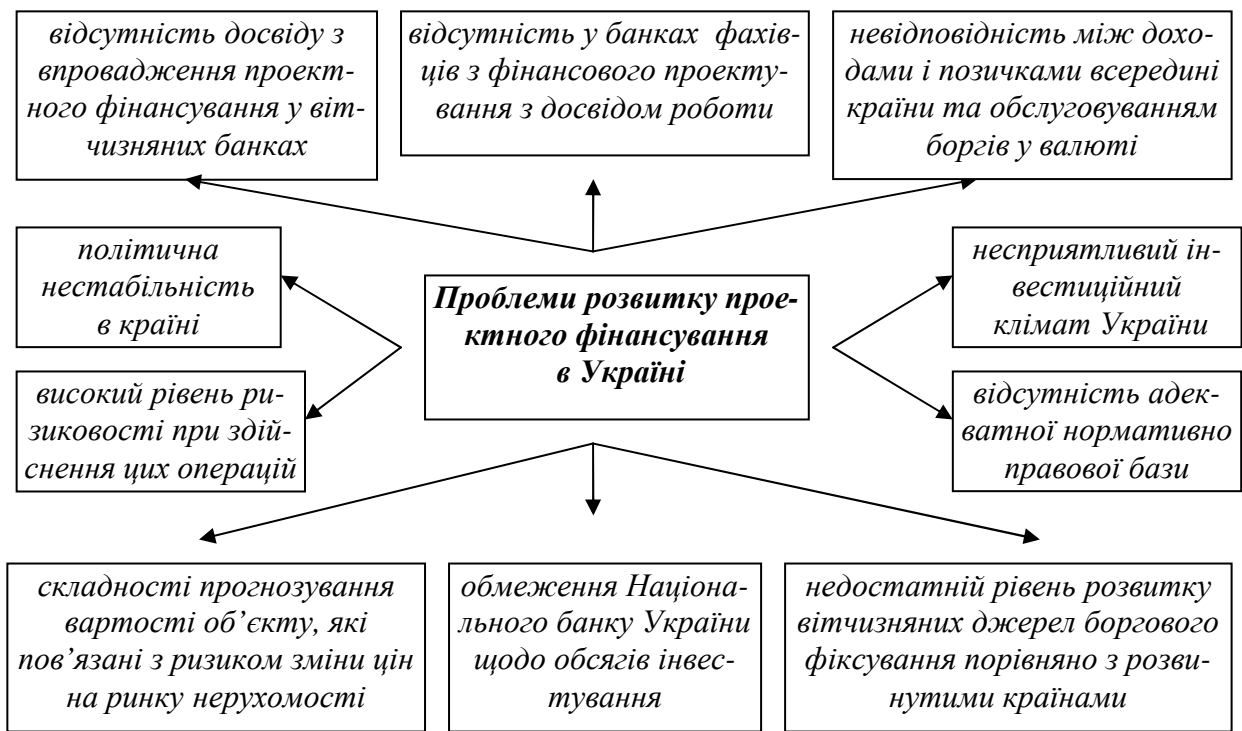 відсутність досвіду з
впровадження проект-
ного фінансування у віт-
чизняних банках
відсутність у банках фахів-
ців з фінансового проекту-
вання з досвідом роботи
невідповідність між дохо-
дами і позичками всередині
країни та обслуговуванням
боргів у валюті
політична
нестабільність
в країні
Проблеми розвитку прое-
ктного фінансування
в Україні
несприятливий ін-
вестиційний
клімат України
високий рівень ри-
зиковості при здій-
снення цих операцій
відсутність адек-
ватної нормативно
правової бази
складності прогнозування
вартості об’єкту, які
пов’язані з ризиком зміни цін
на ринку нерухомості
обмеження Націона-
льного банку України
щодо обсягів інвес-
тування
недостатній рівень розвитку
вітчизняних джерел боргового
фіксування порівняно з розви-
нутими країнами